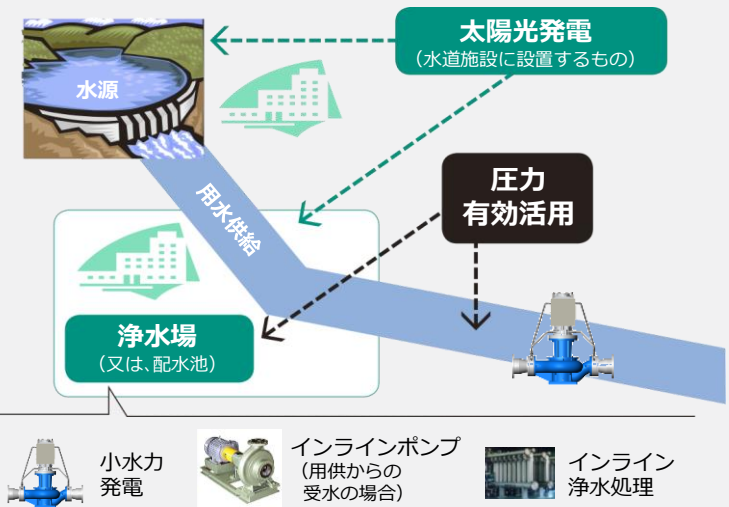 太陽光発電
（水道施設に設置するもの）
水源
圧力
有効活用
用水供給
浄水場
（又は、配水池）
小水力
発電
インラインポンプ
（用供からの
受水の場合）
インライン
浄水処理